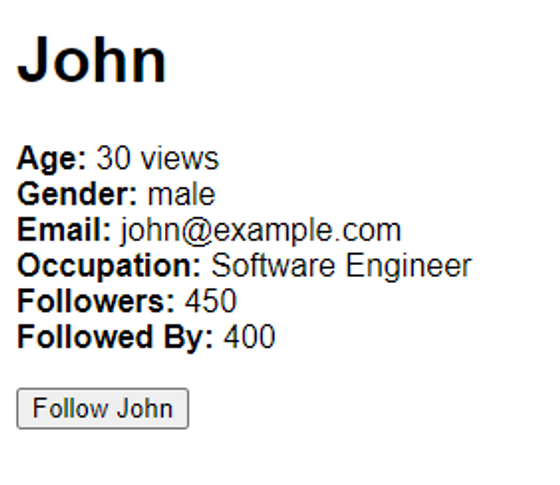 John
Age: 30 views
Gender: male
Email: john@example.com
Occupation: Software Engineer
Followers: 450
Followed By: 400
Follow John